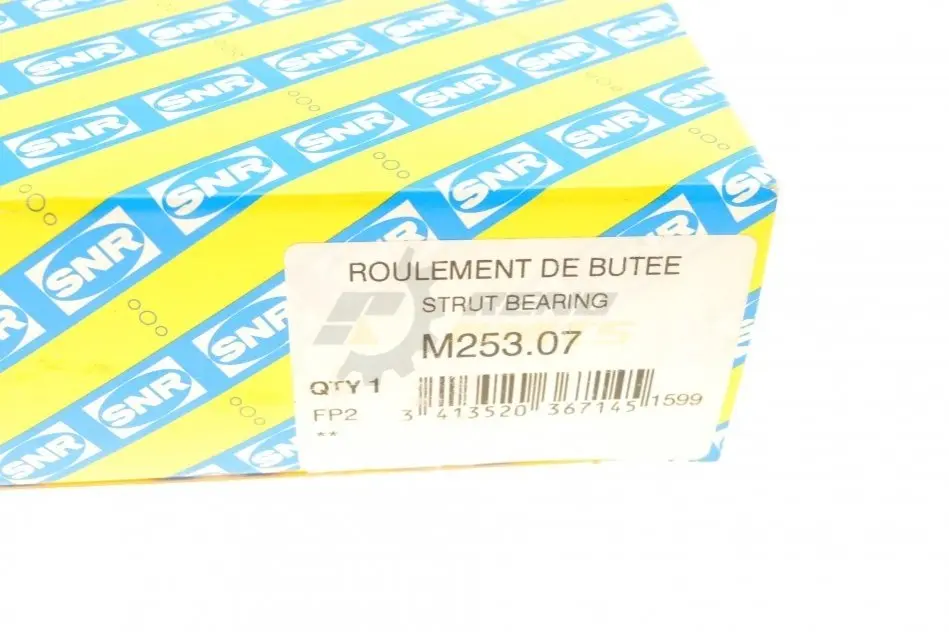 SNR
ROULEMENT DE BUTEE
STRUT BEARING
M253.07
QTY 1
FP2
3 413520 367145 1599
**